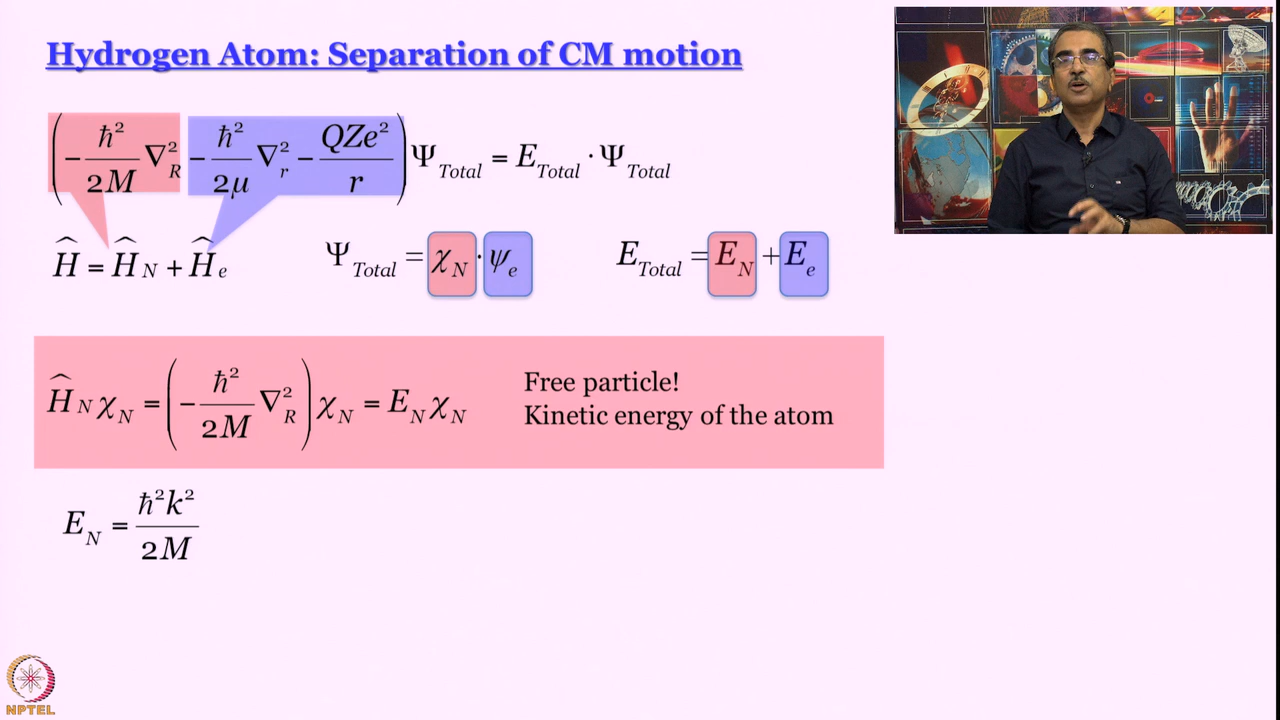 Hydrogen Atom: Separation of CM motion
(-ħ²/2M ∇²_R - ħ²/2μ ∇²_r - QZe²/r) Ψ_Total = E_Total · Ψ_Total
Ĥ = Ĥ_N + Ĥ_e    Ψ_Total = χ_N · ψ_e    E_Total = E_N + E_e
Ĥ_N χ_N = (-ħ²/2M ∇²_R) χ_N = E_N χ_N
Free particle!
Kinetic energy of the atom
E_N = ħ²k²/2M
NPTEL